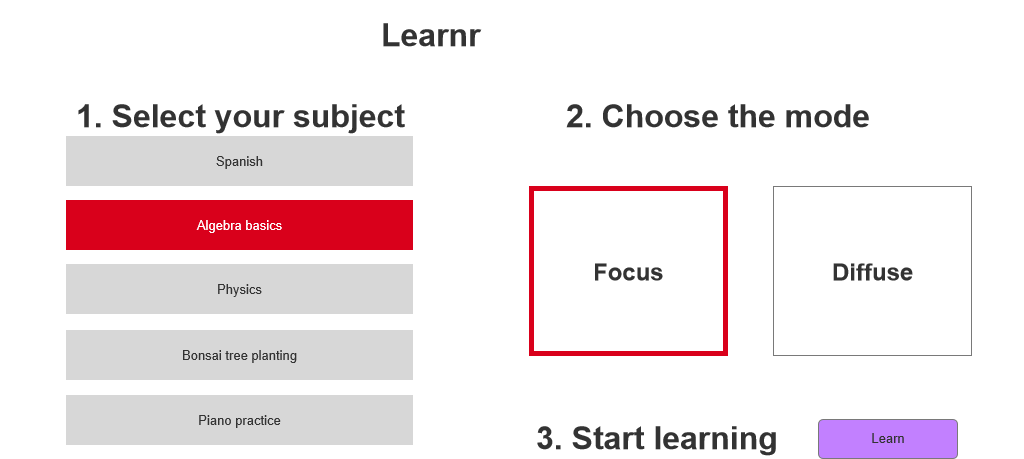 Learnr
1. Select your subject
Spanish
Algebra basics
Physics
Bonsai tree planting
Piano practice
2. Choose the mode
Focus
Diffuse
3. Start learning
Learn